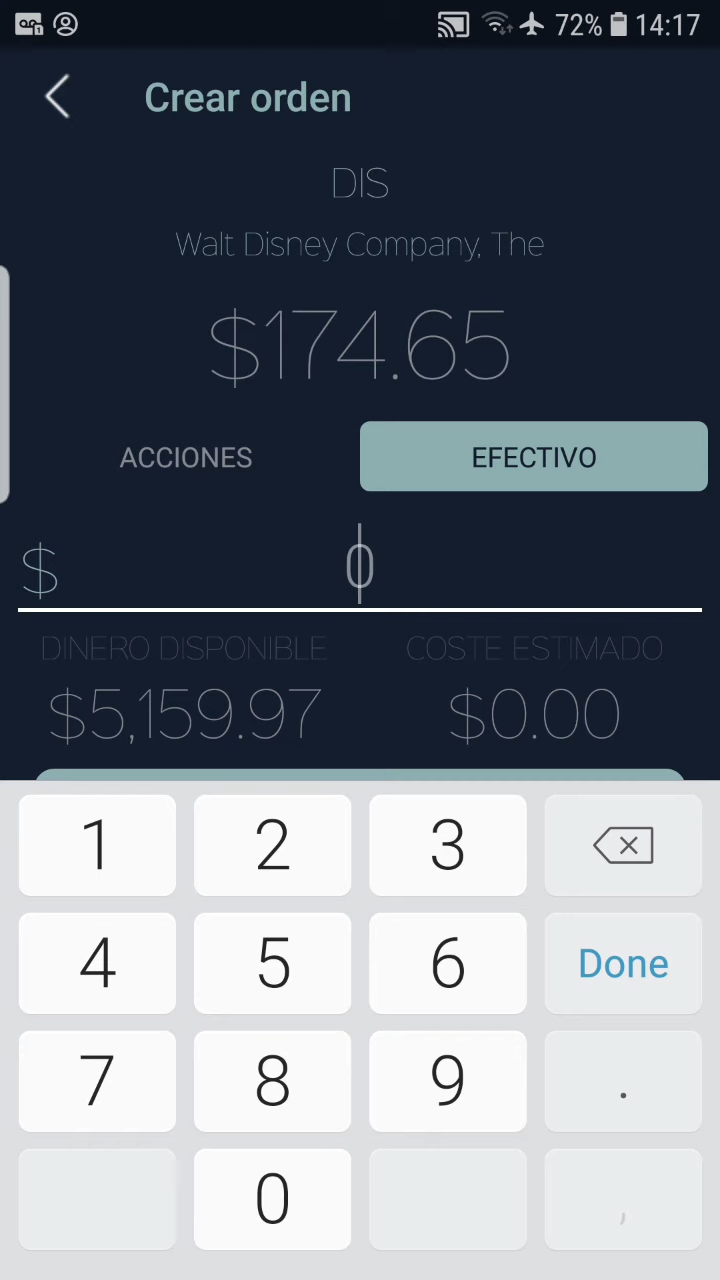 72% 14:17
Crear orden
DIS
Walt Disney Company, The
$174.65
ACCIONES EFECTIVO
$ 0
DINERO DISPONIBLE COSTE ESTIMADO
$5,159.97 $0.00
1 2 3
4 5 6 Done
7 8 9 .
0 ,